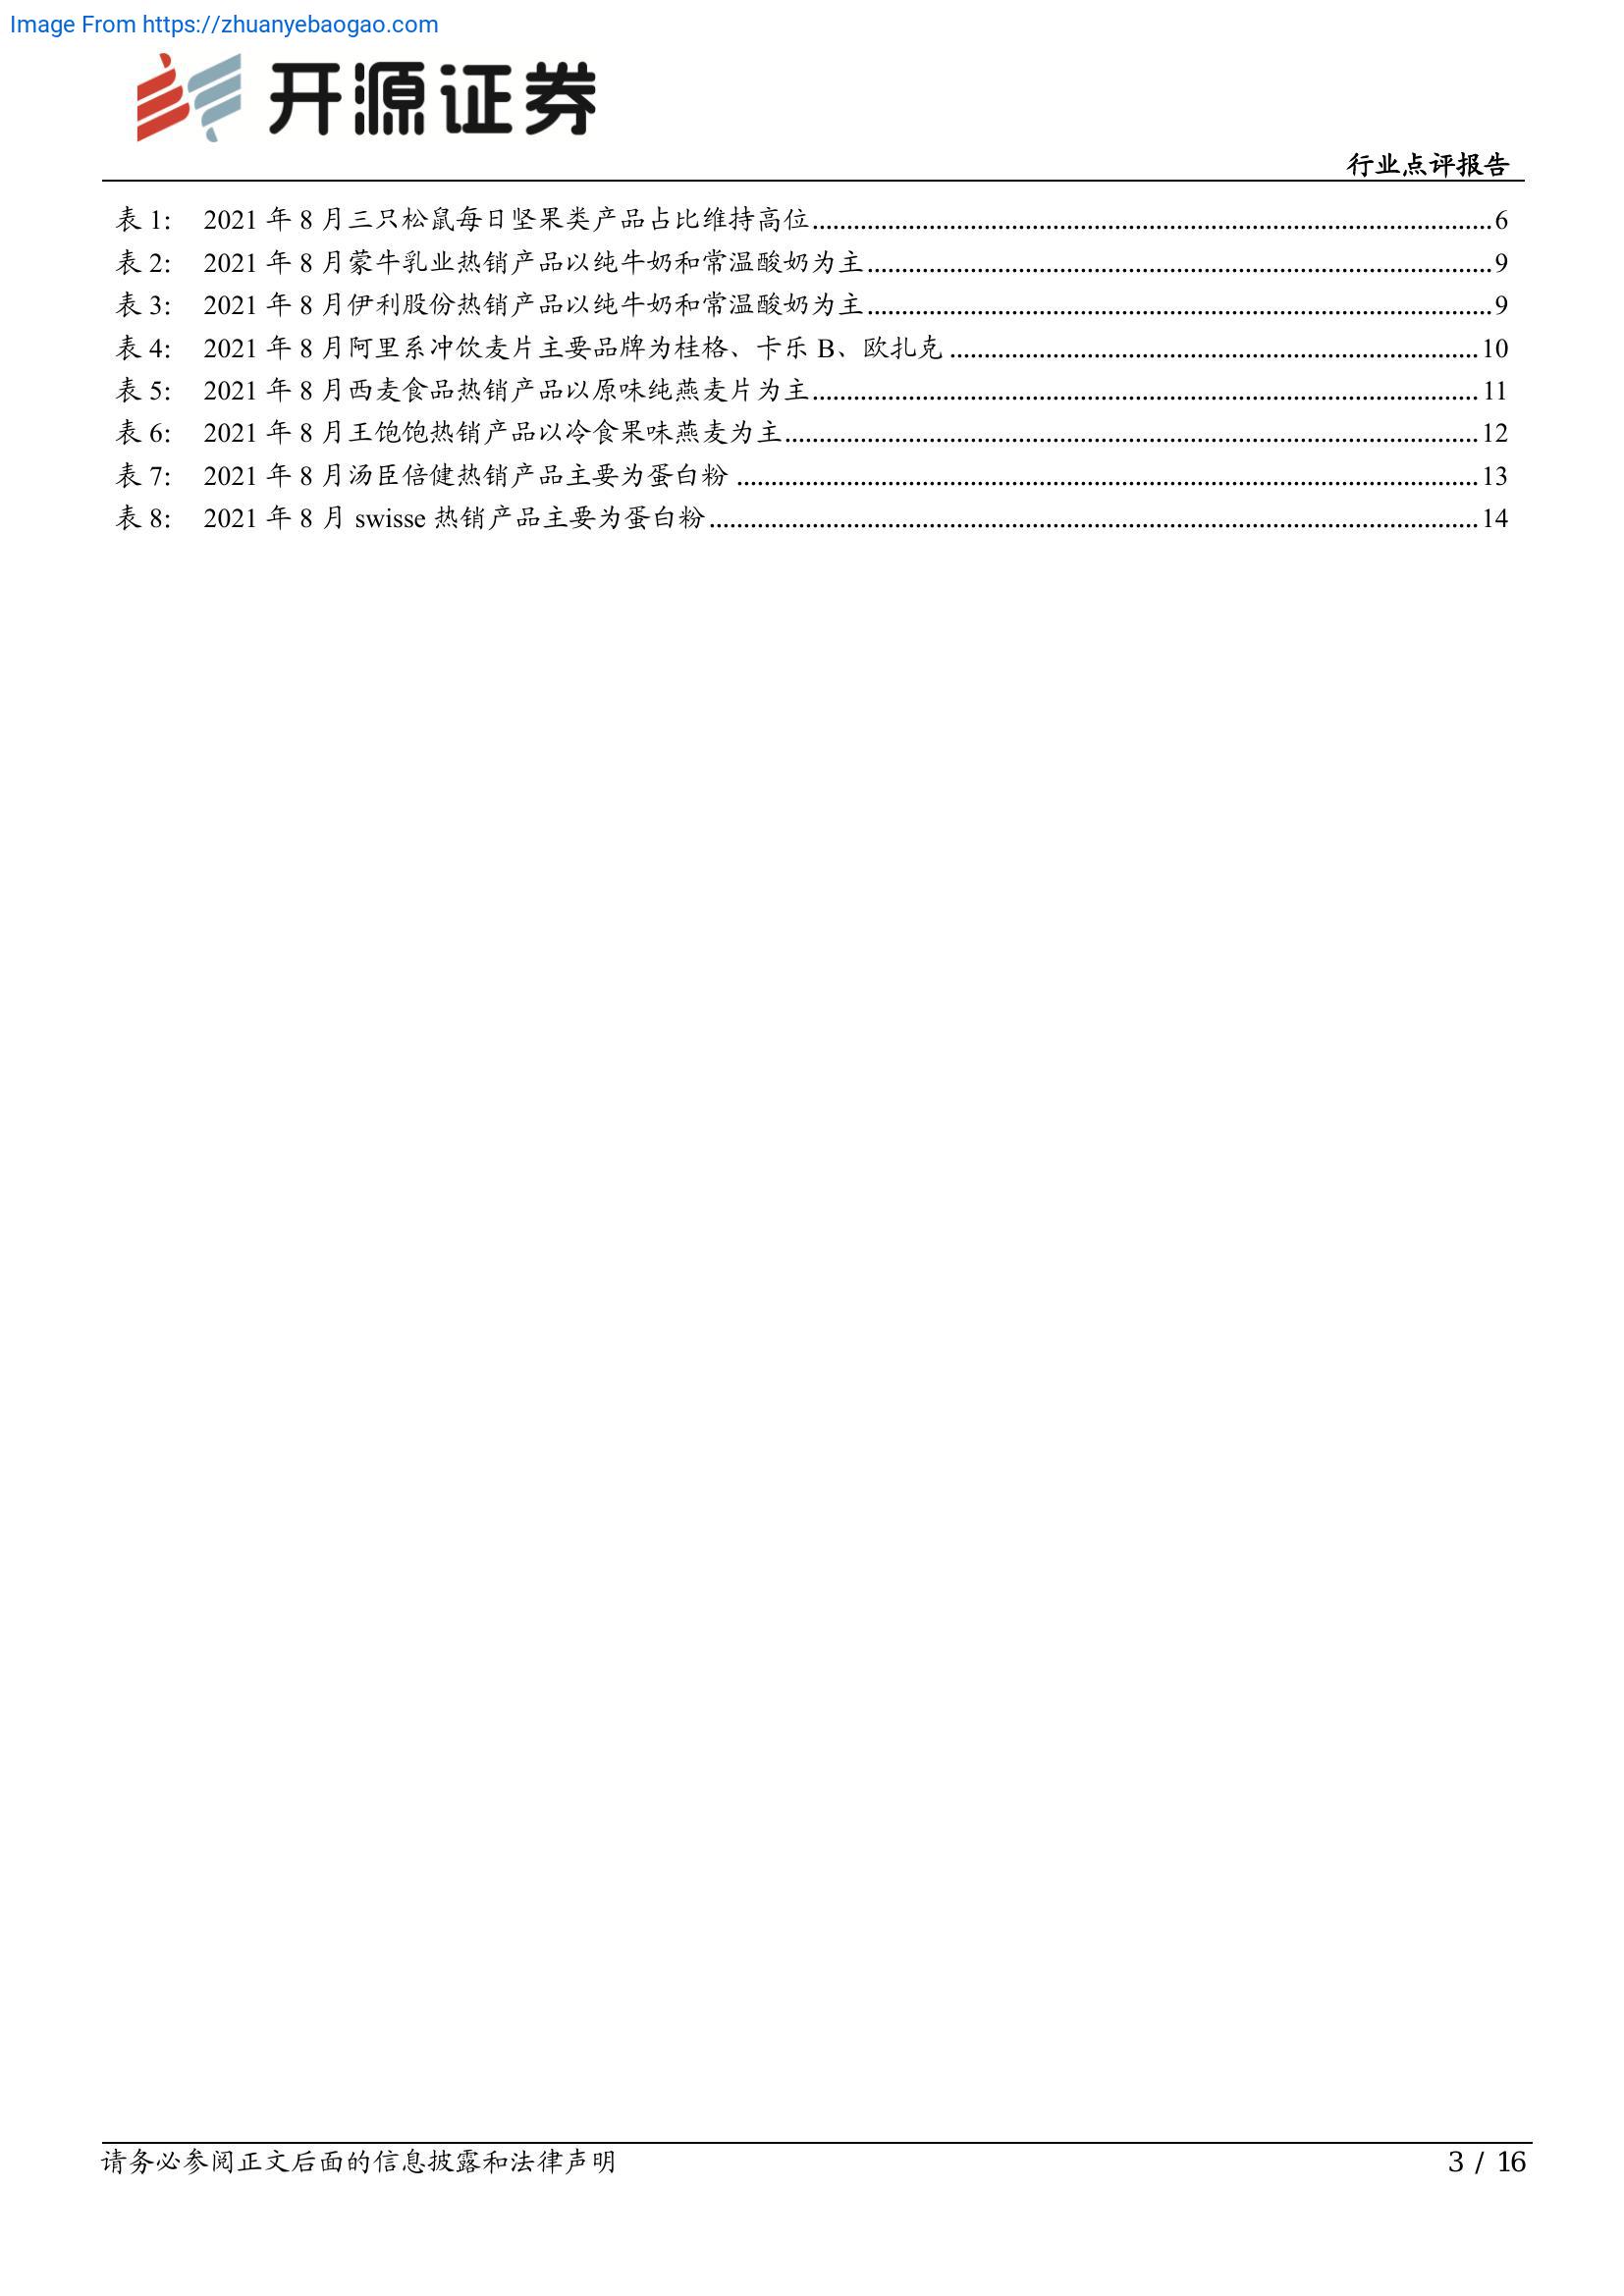 Image From https://zhuanyebaogao.com
开源证券
行业点评报告
表 1: 2021 年 8 月三只松鼠每日坚果类产品占比维持高位 6
表 2: 2021 年 8 月蒙牛乳业热销产品以纯牛奶和常温酸奶为主 9
表 3: 2021 年 8 月伊利股份热销产品以纯牛奶和常温酸奶为主 9
表 4: 2021 年 8 月阿里系冲饮麦片主要品牌为桂格、卡乐 B、欧扎克 10
表 5: 2021 年 8 月西麦食品热销产品以原味纯燕麦片为主 11
表 6: 2021 年 8 月王饱饱热销产品以冷食果味燕麦为主 12
表 7: 2021 年 8 月汤臣倍健热销产品主要为蛋白粉 13
表 8: 2021 年 8 月 swisse 热销产品主要为蛋白粉 14
请务必参阅正文后面的信息披露和法律声明 3 / 16